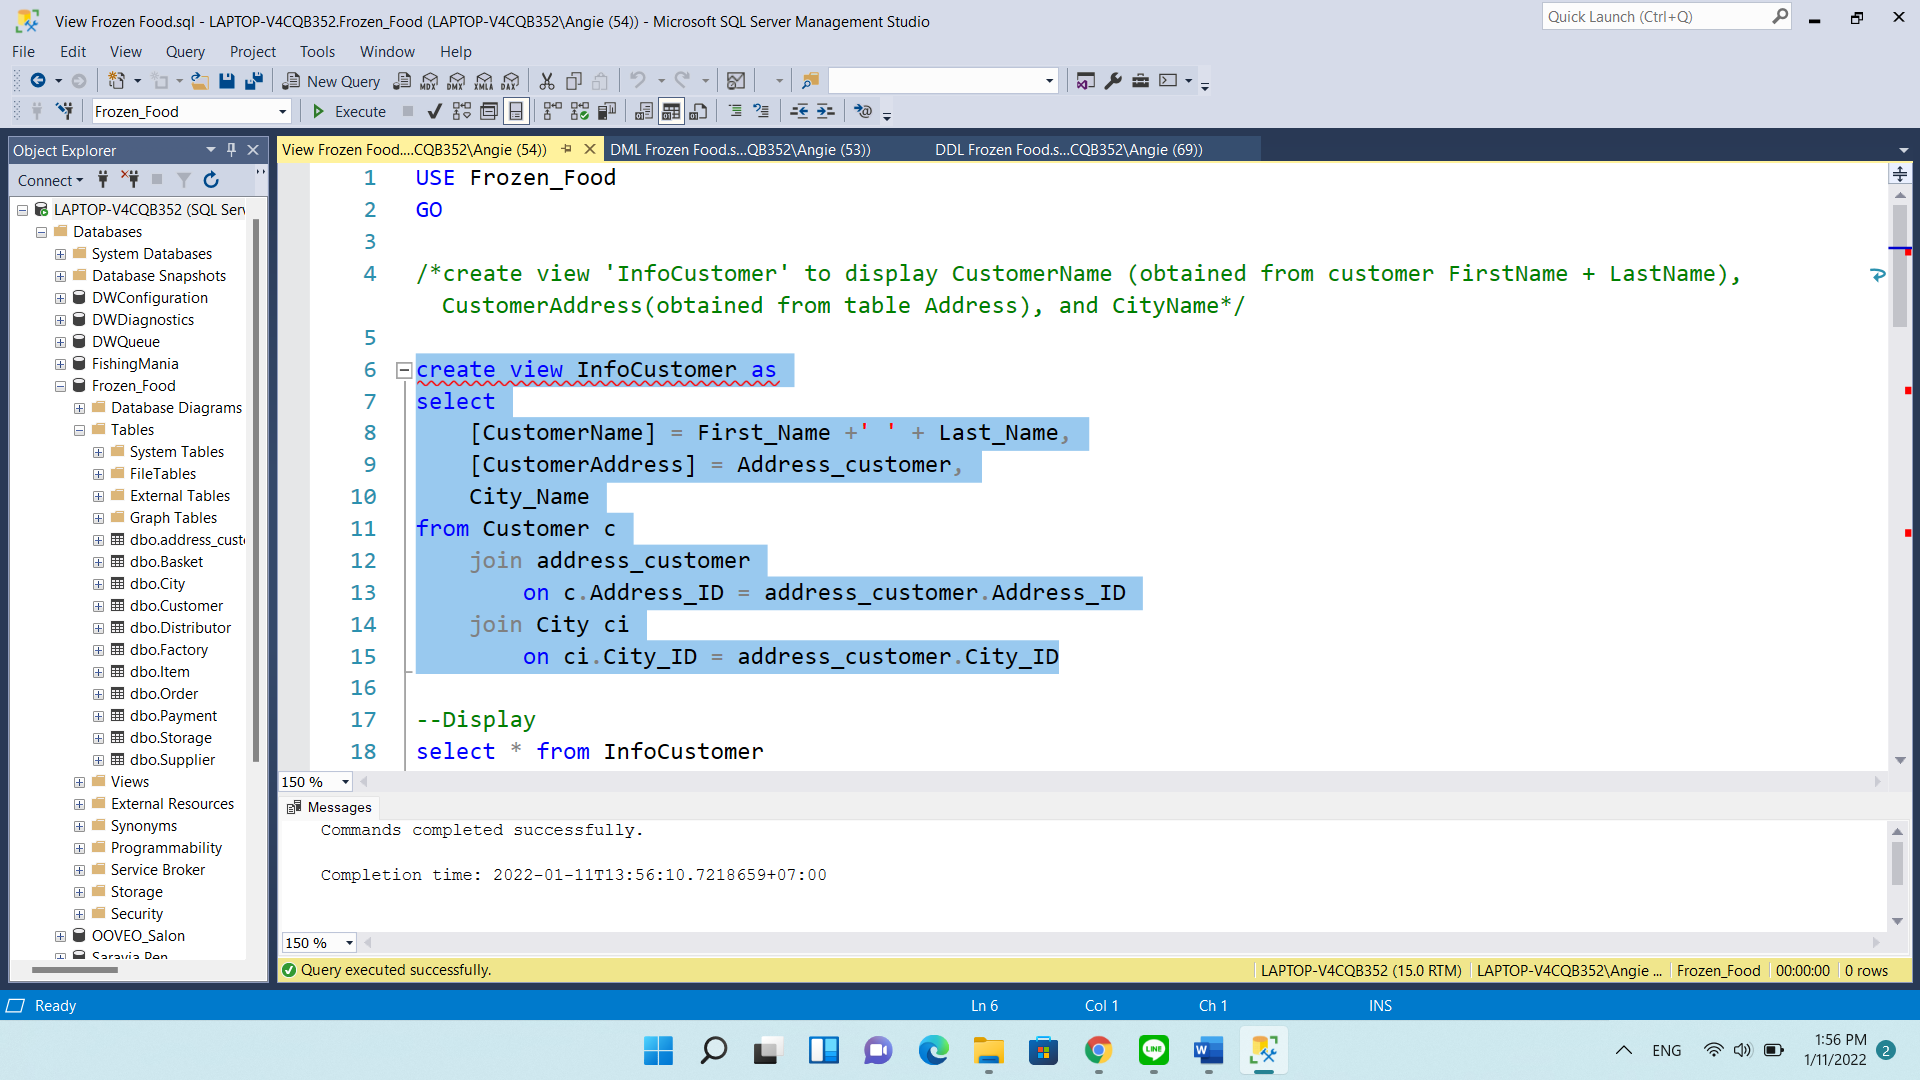 View Frozen Food.sql - LAPTOP-V4CQB352.Frozen_Food (LAPTOP-V4CQB352\Angie (54)) - Microsoft SQL Server Management Studio
Quick Launch (Ctrl+Q)
File Edit View Query Project Tools Window Help
New Query MDX DMX XMLA DAX
Frozen_Food Execute
Object Explorer
View Frozen Food....CQB352\Angie (54)) DML Frozen Food.s...QB352\Angie (53)) DDL Frozen Food.s...CQB352\Angie (69))
Connect
LAPTOP-V4CQB352 (SQL Ser
Databases
System Databases
Database Snapshots
DWConfiguration
DWDiagnostics
DWQueue
FishingMania
Frozen_Food
Database Diagrams
Tables
System Tables
FileTables
External Tables
Graph Tables
dbo.address_cust
dbo.Basket
dbo.City
dbo.Customer
dbo.Distributor
dbo.Factory
dbo.Item
dbo.Order
dbo.Payment
dbo.Storage
dbo.Supplier
Views
External Resources
Synonyms
Programmability
Service Broker
Storage
Security
OOVEO_Salon
1 USE Frozen_Food
2 GO
3
4 /*create view 'InfoCustomer' to display CustomerName (obtained from customer FirstName + LastName),
CustomerAddress(obtained from table Address), and CityName*/
5
6 create view InfoCustomer as
7 select
8 [CustomerName] = First_Name +' ' + Last_Name,
9 [CustomerAddress] = Address_customer,
10 City_Name
11 from Customer c
12 join address_customer
13 on c.Address_ID = address_customer.Address_ID
14 join City ci
15 on ci.City_ID = address_customer.City_ID
16
17 --Display
18 select * from InfoCustomer
150 %
Messages
Commands completed successfully.
Completion time: 2022-01-11T13:56:10.7218659+07:00
150 %
Query executed successfully. LAPTOP-V4CQB352 (15.0 RTM) LAPTOP-V4CQB352\Angie ... Frozen_Food 00:00:00 0 rows
Ready Ln 6 Col 1 Ch 1 INS
ENG 1:56 PM
1/11/2022 2